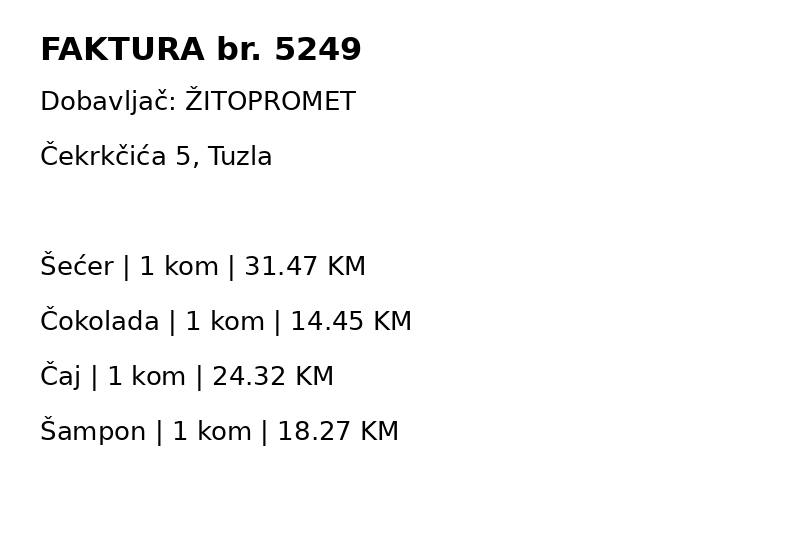 FAKTURA br. 5249
Dobavljač: ŽITOPROMET
Čekrkčića 5, Tuzla
Šećer | 1 kom | 31.47 KM
Čokolada | 1 kom | 14.45 KM
Čaj | 1 kom | 24.32 KM
Šampon | 1 kom | 18.27 KM